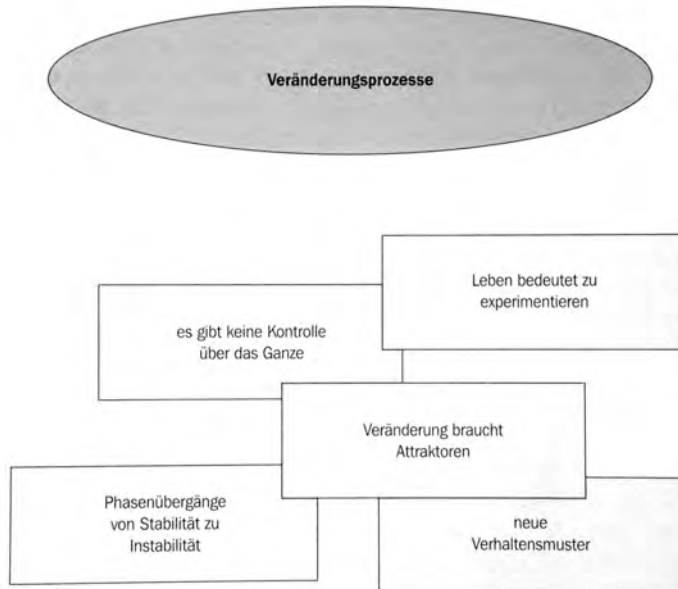 Veränderungsprozesse
Leben bedeutet zu
experimentieren
es gibt keine Kontrolle
über das Ganze
Veränderung braucht
Attraktoren
Phasenübergänge
von Stabilität zu
Instabilität
neue
Verhaltensmuster